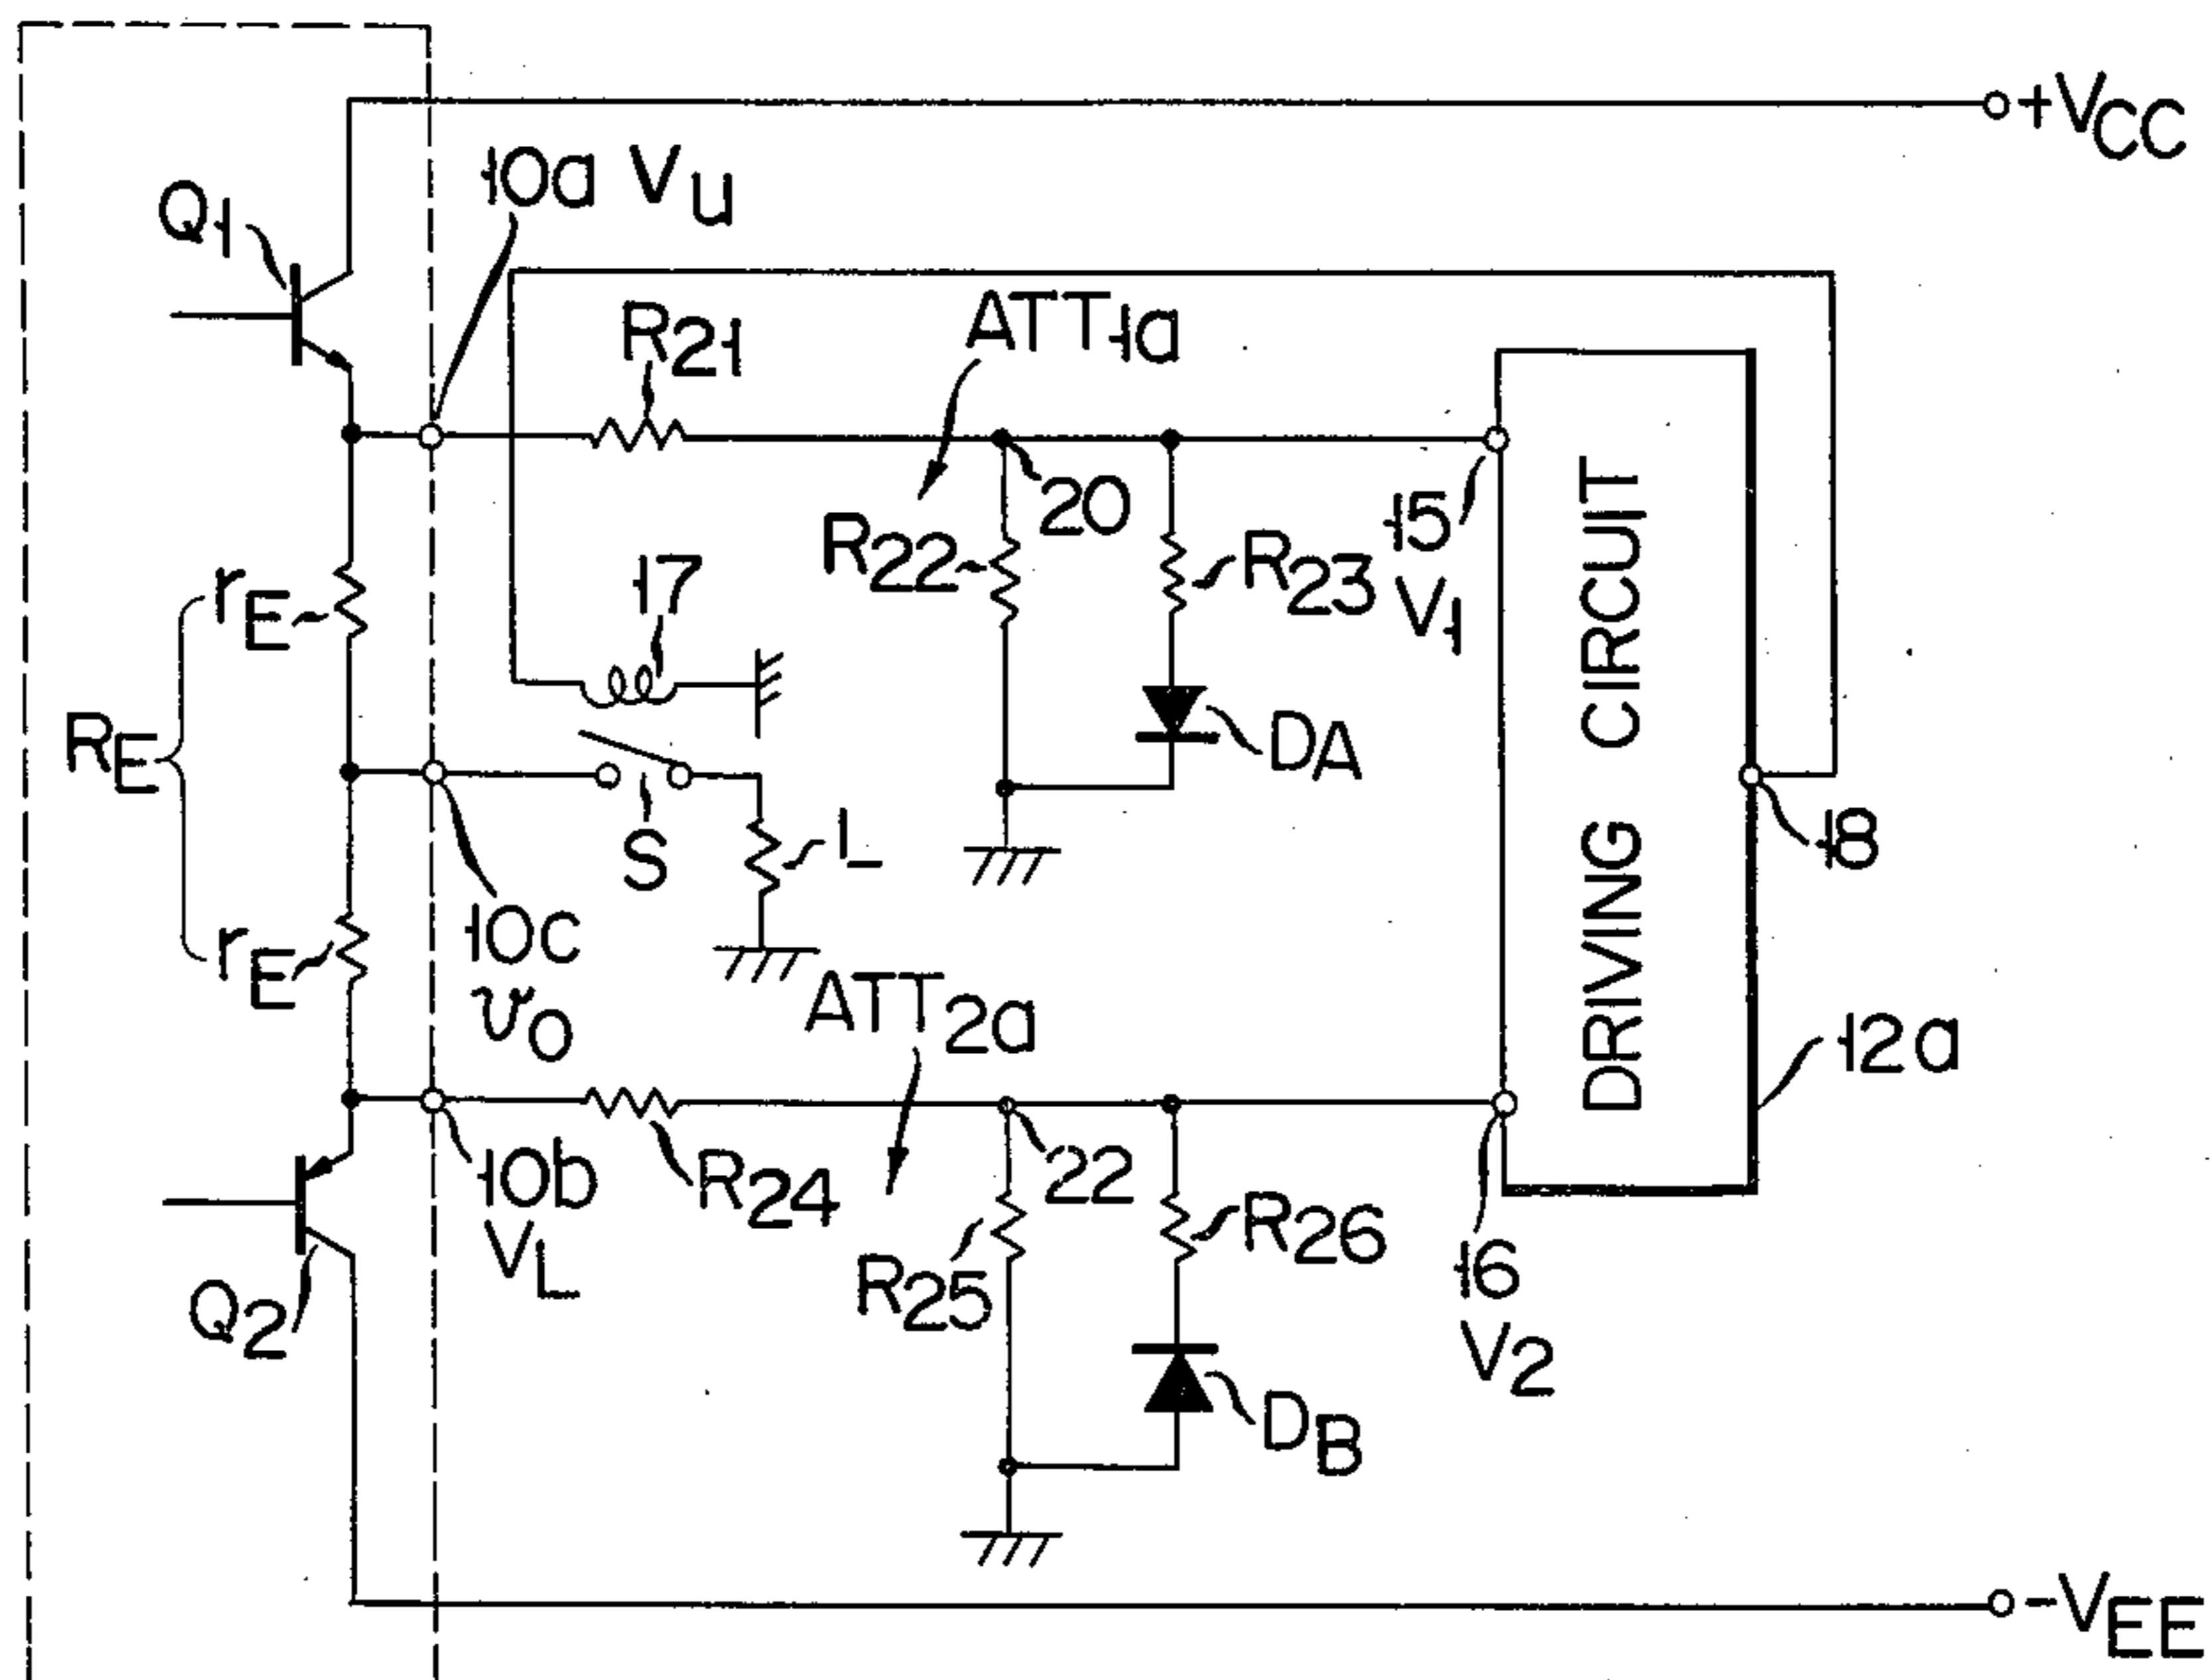 +VCC
10a Vu
Q1
ATT1a
R21
20
15
V1
R22
R23
17
rE
DA
RE
DRIVING CIRCUIT
18
S
L
10c
rE
vo
ATT2a
12a
10b
VL
R24
22
R26
16
V2
R25
Q2
DB
-VEE